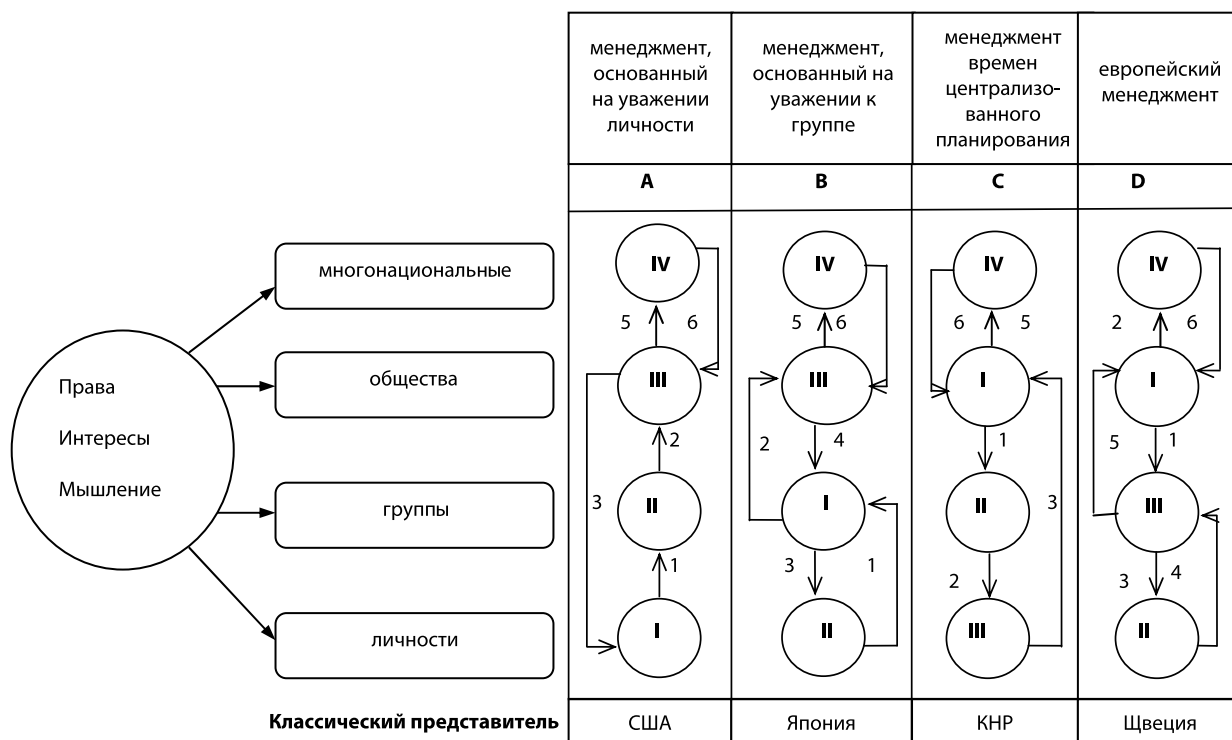 менеджмент,
основанный
на уважении
личности
менеджмент,
основанный на
уважении к
группе
менеджмент
времен
централизо-
ванного
планирования
европейский
менеджмент
A
B
C
D
Права
Интересы
Мышление
многонациональные
общества
группы
личности
IV
5
6
III
2
3
II
1
I
IV
5
6
III
2
4
I
3
1
II
IV
6
5
I
1
II
3
2
III
IV
2
6
I
5
1
III
3
4
II
Классический представитель
США
Япония
КНР
Щвеция